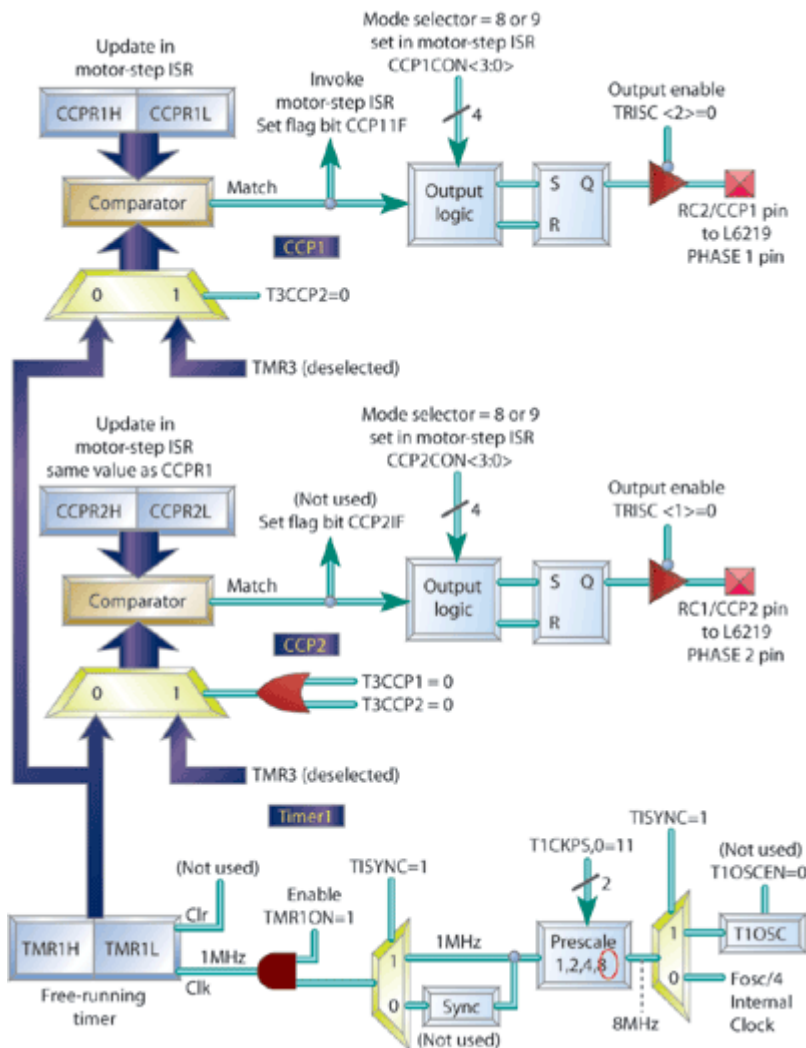 Update in
motor-step ISR
CCPR1H CCPR1L
Comparator
Match
Invoke
motor-step ISR
Set flag bit CCP11F
CCP1
0 1
T3CCP2=0
TMR3 (deselected)
Mode selector = 8 or 9
set in motor-step ISR
CCP1CON<3:0>
4
Output
logic
S Q
R
Output enable
TRISC <2>=0
RC2/CCP1 pin
to L6219
PHASE 1 pin
Update in
motor-step ISR
same value as CCPR1
CCPR2H CCPR2L
Comparator
Match
(Not used)
Set flag bit CCP2IF
CCP2
0 1
T3CCP1 = 0
T3CCP2 = 0
TMR3 (deselected)
Mode selector = 8 or 9
set in motor-step ISR
CCP2CON<3:0>
4
Output
logic
S Q
R
Output enable
TRISC <1>=0
RC1/CCP2 pin
to L6219
PHASE 2 pin
Timer1
(Not used)
TMR1H TMR1L
Clr
1MHz
Clk
Free-running
timer
Enable
TMR1ON=1
TISYNC=1
1
0
1MHz
Sync
(Not used)
T1CKPS,0=11
2
Prescale
1,2,4,8
8MHz
TISYNC=1
1
0
(Not used)
T1OSCEN=0
T1OSC
Fosc/4
Internal
Clock